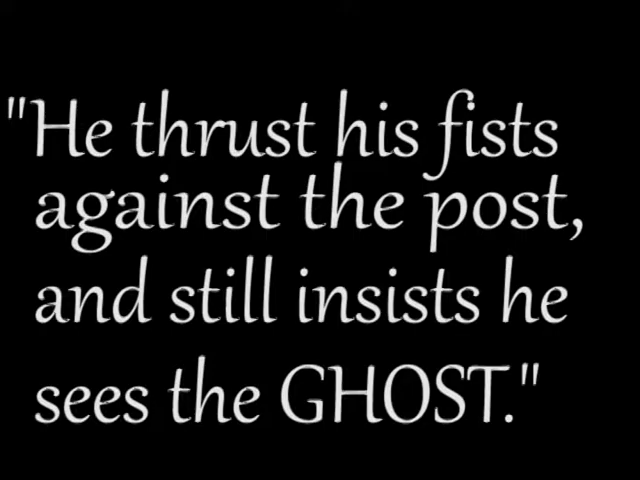 "He thrust his fists
against the post,
and still insists he
sees the GHOST."